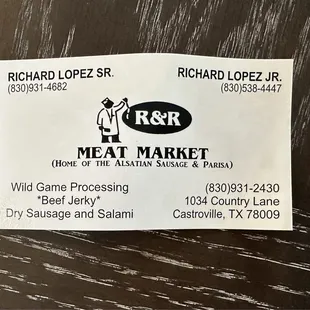 RICHARD LOPEZ SR. RICHARD LOPEZ JR.
(830)931-4682 (830)538-4447
R&R
MEAT MARKET
(HOME OF THE ALSATIAN SAUSAGE & PARISA)
Wild Game Processing (830)931-2430
*Beef Jerky* 1034 Country Lane
Dry Sausage and Salami Castroville, TX 78009